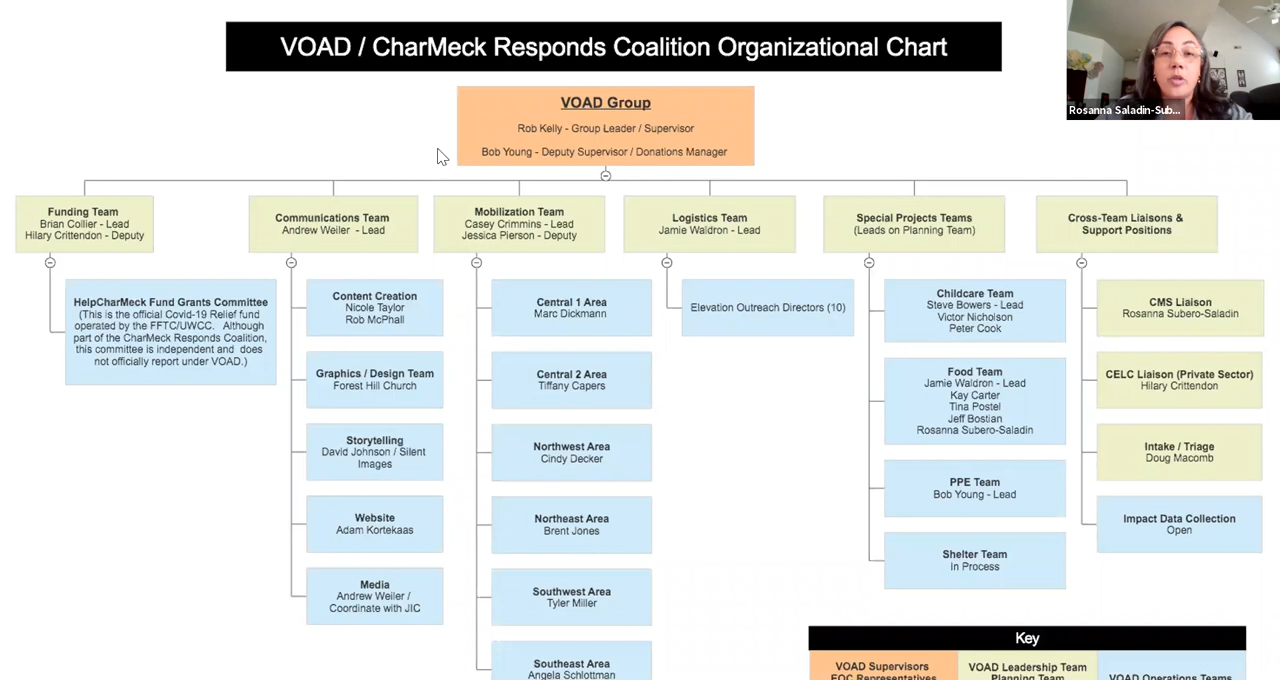 VOAD / CharMeck Responds Coalition Organizational Chart
Rosanna Saladin-Sub...
VOAD Group
Rob Kelly - Group Leader / Supervisor
Bob Young - Deputy Supervisor / Donations Manager
Funding Team
Brian Collier - Lead
Hilary Crittendon - Deputy
Communications Team
Andrew Weiler - Lead
Mobilization Team
Casey Crimmins - Lead
Jessica Pierson - Deputy
Logistics Team
Jamie Waldron - Lead
Special Projects Teams
(Leads on Planning Team)
Cross-Team Liaisons &
Support Positions
HelpCharMeck Fund Grants Committee
(This is the official Covid-19 Relief fund
operated by the FFTC/UWCC. Although
part of the CharMeck Responds Coalition,
this committee is independent and does
not officially report under VOAD.)
Content Creation
Nicole Taylor
Rob McPhall
Graphics / Design Team
Forest Hill Church
Storytelling
David Johnson / Silent
Images
Website
Adam Kortekaas
Media
Andrew Weiler /
Coordinate with JIC
Central 1 Area
Marc Dickmann
Central 2 Area
Tiffany Capers
Northwest Area
Cindy Decker
Northeast Area
Brent Jones
Southwest Area
Tyler Miller
Southeast Area
Angela Schlottman
Elevation Outreach Directors (10)
Childcare Team
Steve Bowers - Lead
Victor Nicholson
Peter Cook
Food Team
Jamie Waldron - Lead
Kay Carter
Tina Postel
Jeff Bostian
Rosanna Subero-Saladin
PPE Team
Bob Young - Lead
Shelter Team
In Process
CMS Liaison
Rosanna Subero-Saladin
CELC Liaison (Private Sector)
Hilary Crittendon
Intake / Triage
Doug Macomb
Impact Data Collection
Open
Key
VOAD Supervisors
EOC Representatives
VOAD Leadership Team
Planning Team
VOAD Operations Teams